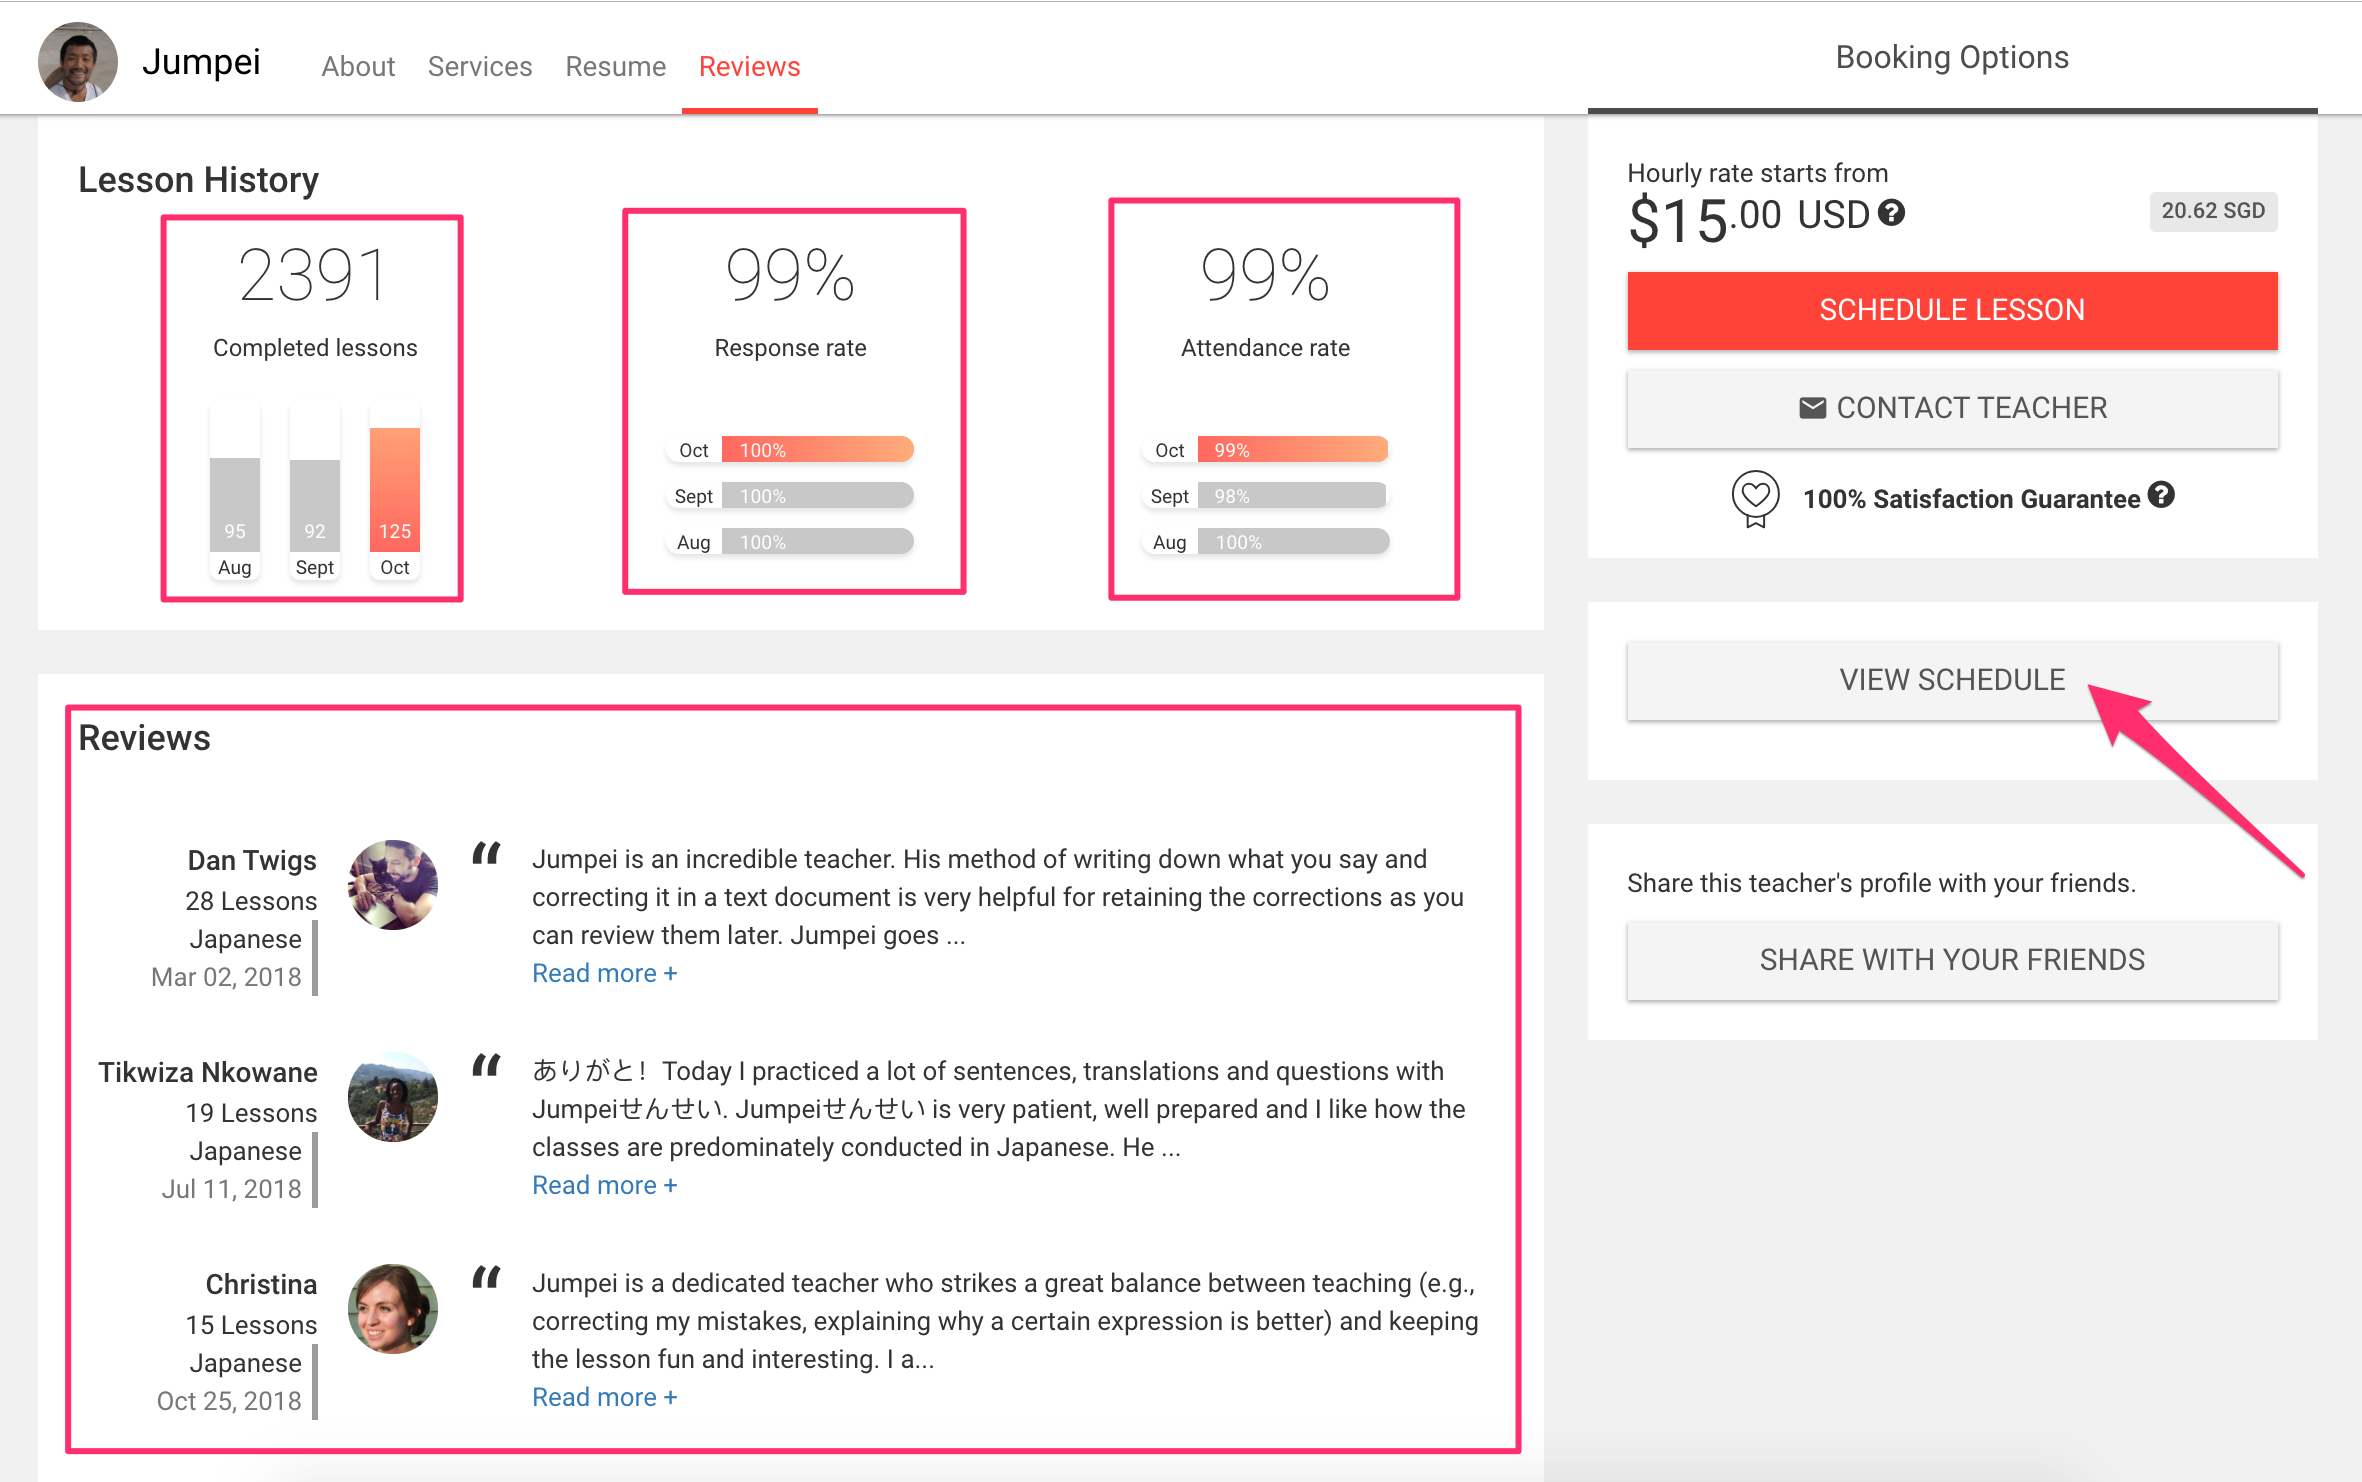 Jumpei
About
Services
Resume
Reviews
Booking Options
Lesson History
2391
Completed lessons
95
92
125
Aug
Sept
Oct
99%
Response rate
Oct 100%
Sept 100%
Aug 100%
99%
Attendance rate
Oct 99%
Sept 98%
Aug 100%
Hourly rate starts from
$15.00 USD ?
20.62 SGD
SCHEDULE LESSON
CONTACT TEACHER
100% Satisfaction Guarantee ?
VIEW SCHEDULE
Share this teacher's profile with your friends.
SHARE WITH YOUR FRIENDS
Reviews
Dan Twigs
28 Lessons
Japanese
Mar 02, 2018
"
Jumpei is an incredible teacher. His method of writing down what you say and
correcting it in a text document is very helpful for retaining the corrections as you
can review them later. Jumpei goes ...
Read more +
Tikwiza Nkowane
19 Lessons
Japanese
Jul 11, 2018
"
ありがと！ Today I practiced a lot of sentences, translations and questions with
Jumpeiせんせい. Jumpeiせんせい is very patient, well prepared and I like how the
classes are predominately conducted in Japanese. He ...
Read more +
Christina
15 Lessons
Japanese
Oct 25, 2018
"
Jumpei is a dedicated teacher who strikes a great balance between teaching (e.g.,
correcting my mistakes, explaining why a certain expression is better) and keeping
the lesson fun and interesting. I a...
Read more +